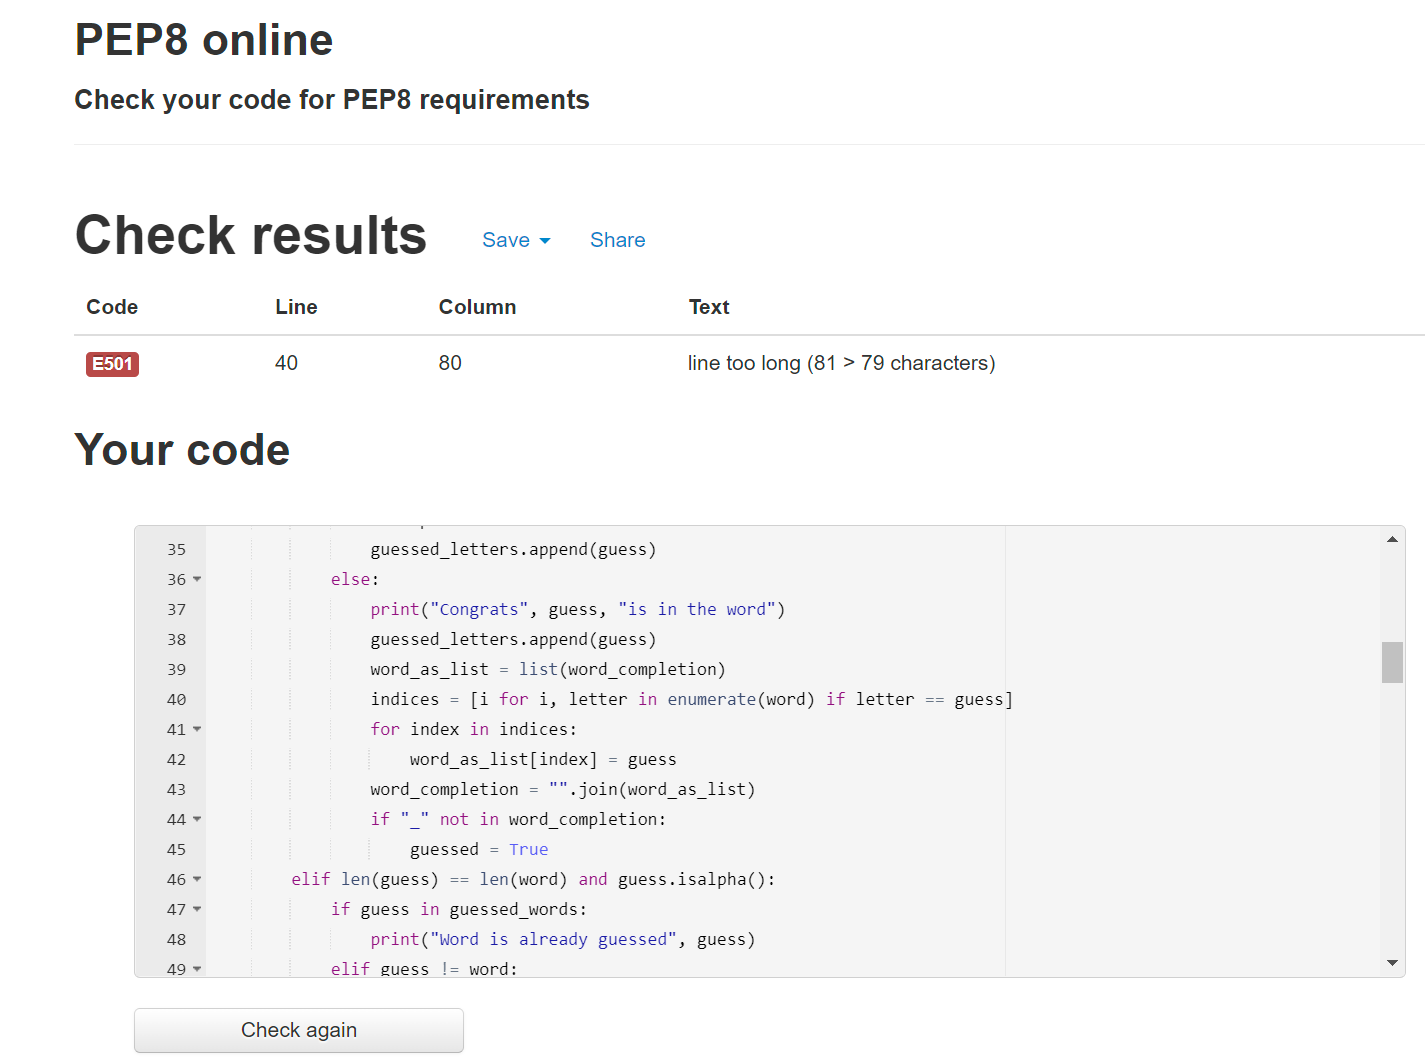 PEP8 online
Check your code for PEP8 requirements
Check results Save Share
Code Line Column Text
E501 40 80 line too long (81 > 79 characters)
Your code
35                 guessed_letters.append(guess)
36             else:
37                 print("Congrats", guess, "is in the word")
38                 guessed_letters.append(guess)
39                 word_as_list = list(word_completion)
40                 indices = [i for i, letter in enumerate(word) if letter == guess]
41                 for index in indices:
42                     word_as_list[index] = guess
43                 word_completion = "".join(word_as_list)
44                 if "_" not in word_completion:
45                     guessed = True
46         elif len(guess) == len(word) and guess.isalpha():
47             if guess in guessed_words:
48                 print("Word is already guessed", guess)
49             elif guess != word:
Check again